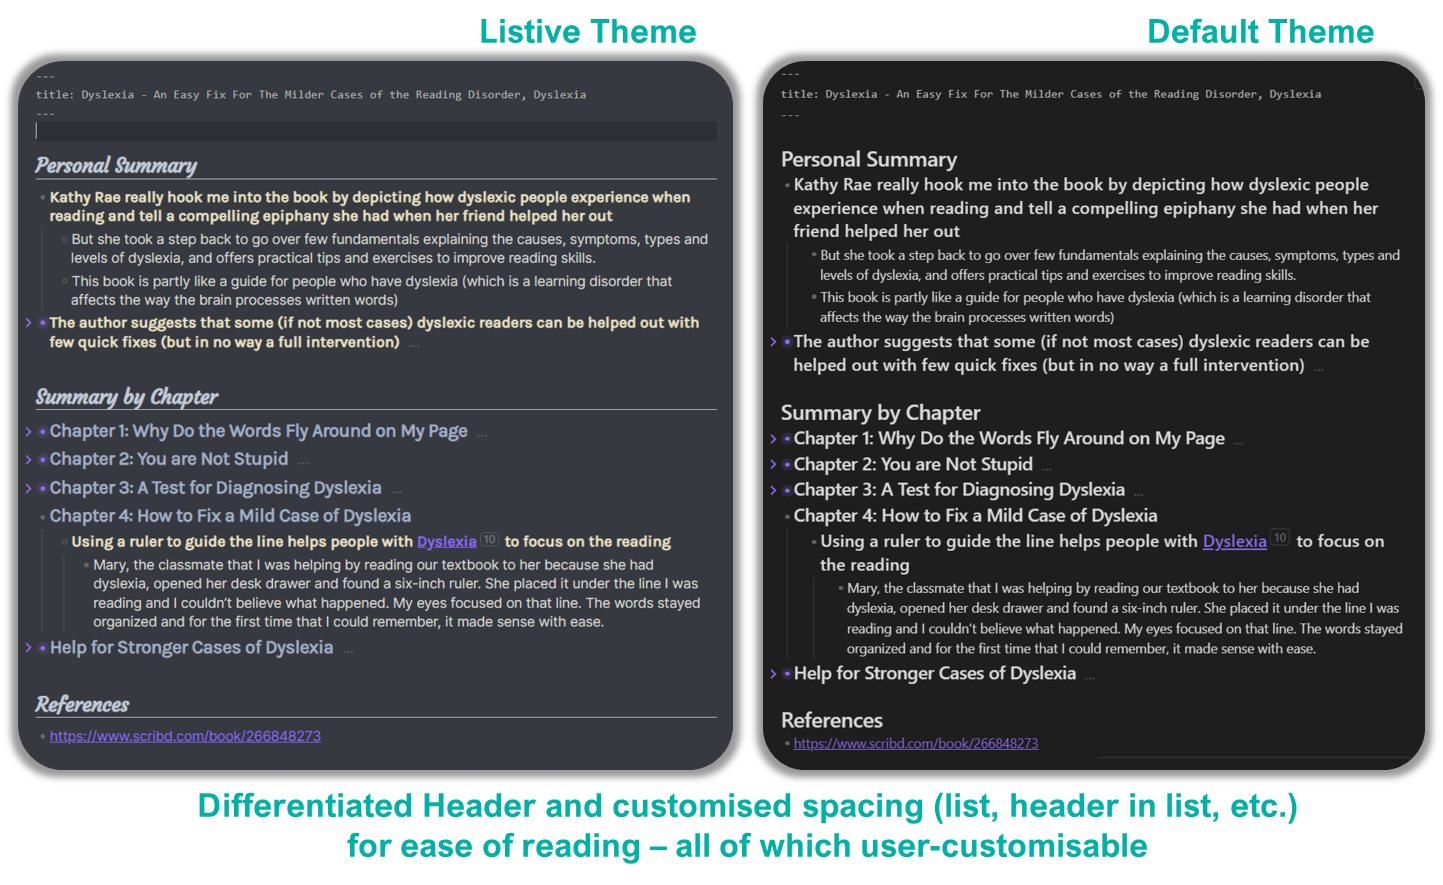 Listive Theme
---
title: Dyslexia - An Easy Fix For The Milder Cases of the Reading Disorder, Dyslexia
---
Personal Summary
Kathy Rae really hook me into the book by depicting how dyslexic people experience when
reading and tell a compelling epiphany she had when her friend helped her out
But she took a step back to go over few fundamentals explaining the causes, symptoms, types and
levels of dyslexia, and offers practical tips and exercises to improve reading skills.
This book is partly like a guide for people who have dyslexia (which is a learning disorder that
affects the way the brain processes written words)
The author suggests that some (if not most cases) dyslexic readers can be helped out with
few quick fixes (but in no way a full intervention) ...
Summary by Chapter
Chapter 1: Why Do the Words Fly Around on My Page ...
Chapter 2: You are Not Stupid ...
Chapter 3: A Test for Diagnosing Dyslexia ...
Chapter 4: How to Fix a Mild Case of Dyslexia
Using a ruler to guide the line helps people with Dyslexia 10 to focus on the reading
Mary, the classmate that I was helping by reading our textbook to her because she had
dyslexia, opened her desk drawer and found a six-inch ruler. She placed it under the line I was
reading and I couldn't believe what happened. My eyes focused on that line. The words stayed
organized and for the first time that I could remember, it made sense with ease.
Help for Stronger Cases of Dyslexia ...
References
https://www.scribd.com/book/266848273
Default Theme
---
title: Dyslexia - An Easy Fix For The Milder Cases of the Reading Disorder, Dyslexia
---
Personal Summary
Kathy Rae really hook me into the book by depicting how dyslexic people
experience when reading and tell a compelling epiphany she had when her
friend helped her out
But she took a step back to go over few fundamentals explaining the causes, symptoms, types and
levels of dyslexia, and offers practical tips and exercises to improve reading skills.
This book is partly like a guide for people who have dyslexia (which is a learning disorder that
affects the way the brain processes written words)
The author suggests that some (if not most cases) dyslexic readers can be
helped out with few quick fixes (but in no way a full intervention) ...
Summary by Chapter
Chapter 1: Why Do the Words Fly Around on My Page ...
Chapter 2: You are Not Stupid ...
Chapter 3: A Test for Diagnosing Dyslexia ...
Chapter 4: How to Fix a Mild Case of Dyslexia
Using a ruler to guide the line helps people with Dyslexia 10 to focus on
the reading
Mary, the classmate that I was helping by reading our textbook to her because she had
dyslexia, opened her desk drawer and found a six-inch ruler. She placed it under the line I was
reading and I couldn't believe what happened. My eyes focused on that line. The words stayed
organized and for the first time that I could remember, it made sense with ease.
Help for Stronger Cases of Dyslexia ...
References
https://www.scribd.com/book/266848273
Differentiated Header and customised spacing (list, header in list, etc.)
for ease of reading – all of which user-customisable